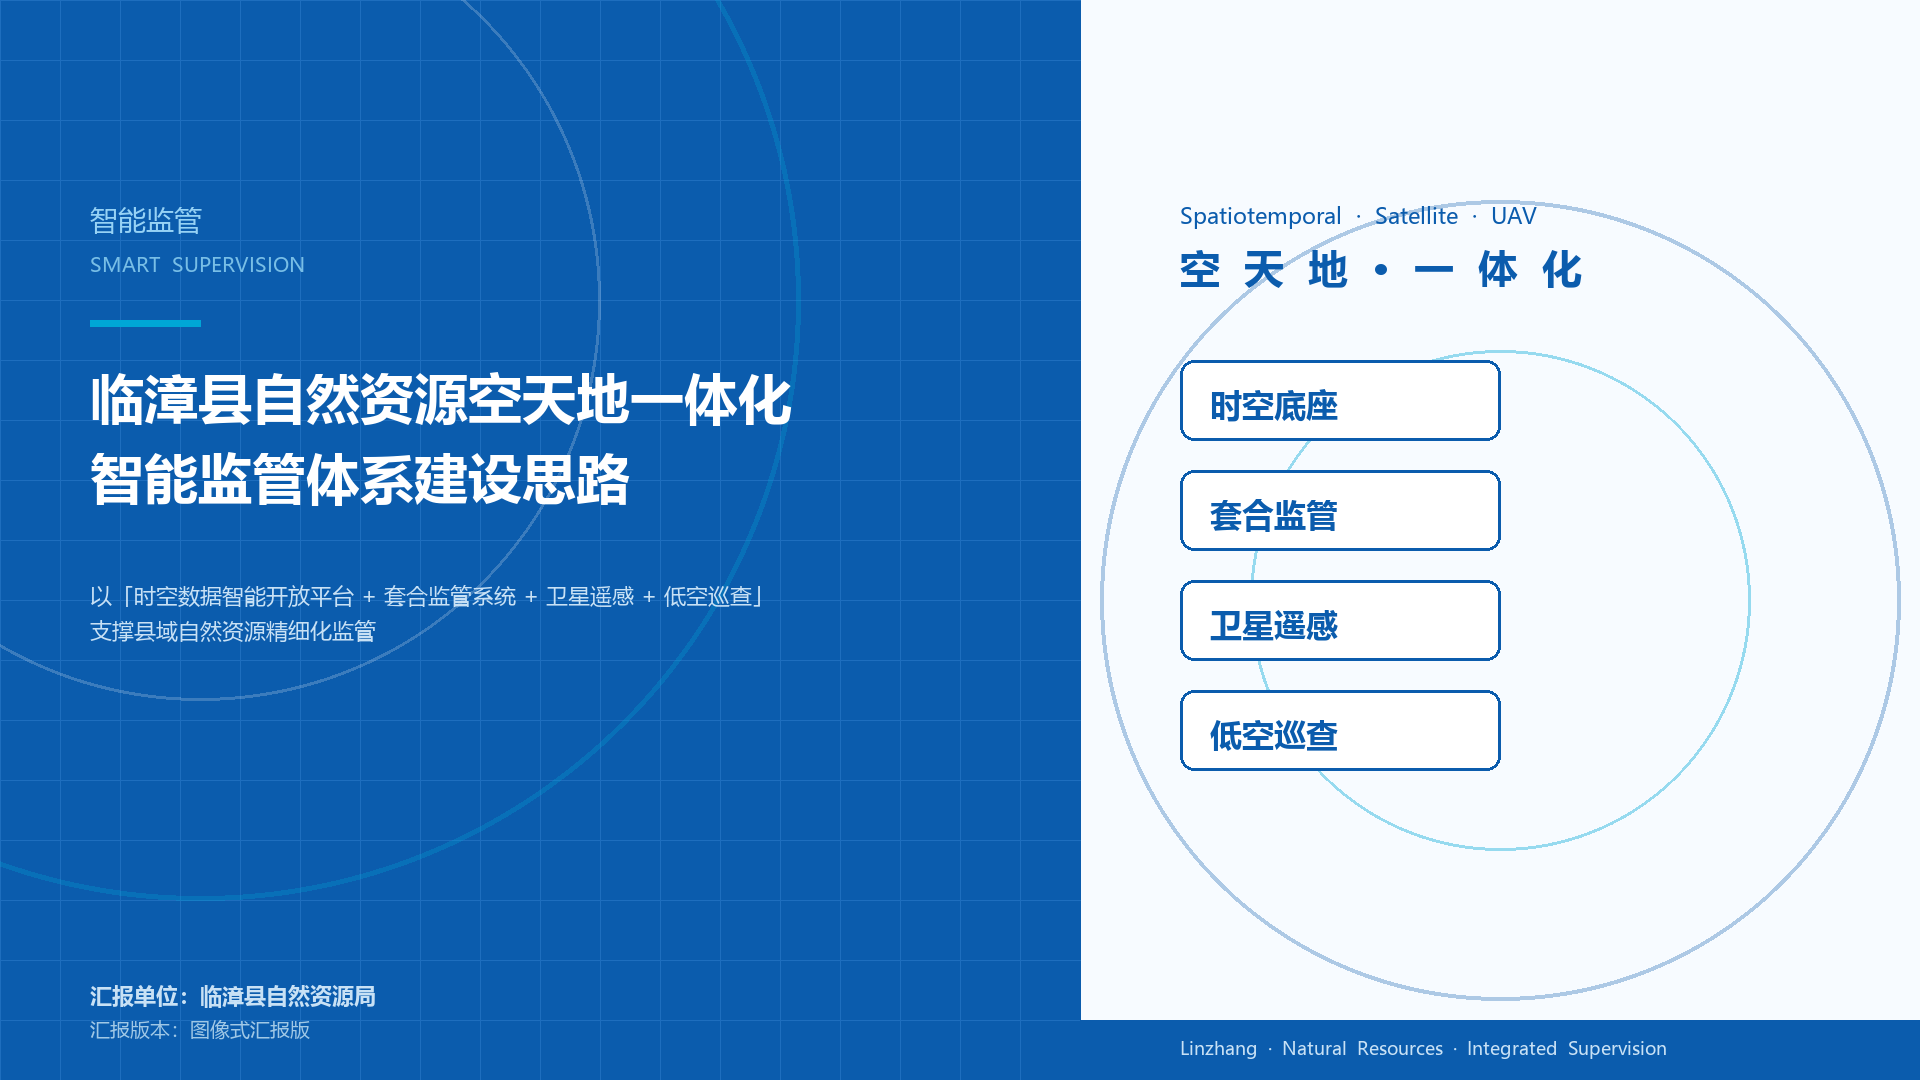 智能监管
SMART SUPERVISION
临漳县自然资源空天地一体化
智能监管体系建设思路
以「时空数据智能开放平台 + 套合监管系统 + 卫星遥感 + 低空巡查」
支撑县域自然资源精细化监管
汇报单位：临漳县自然资源局
汇报版本：图像式汇报版
Spatiotemporal · Satellite · UAV
空天地·一体化
时空底座
套合监管
卫星遥感
低空巡查
Linzhang · Natural Resources · Integrated Supervision